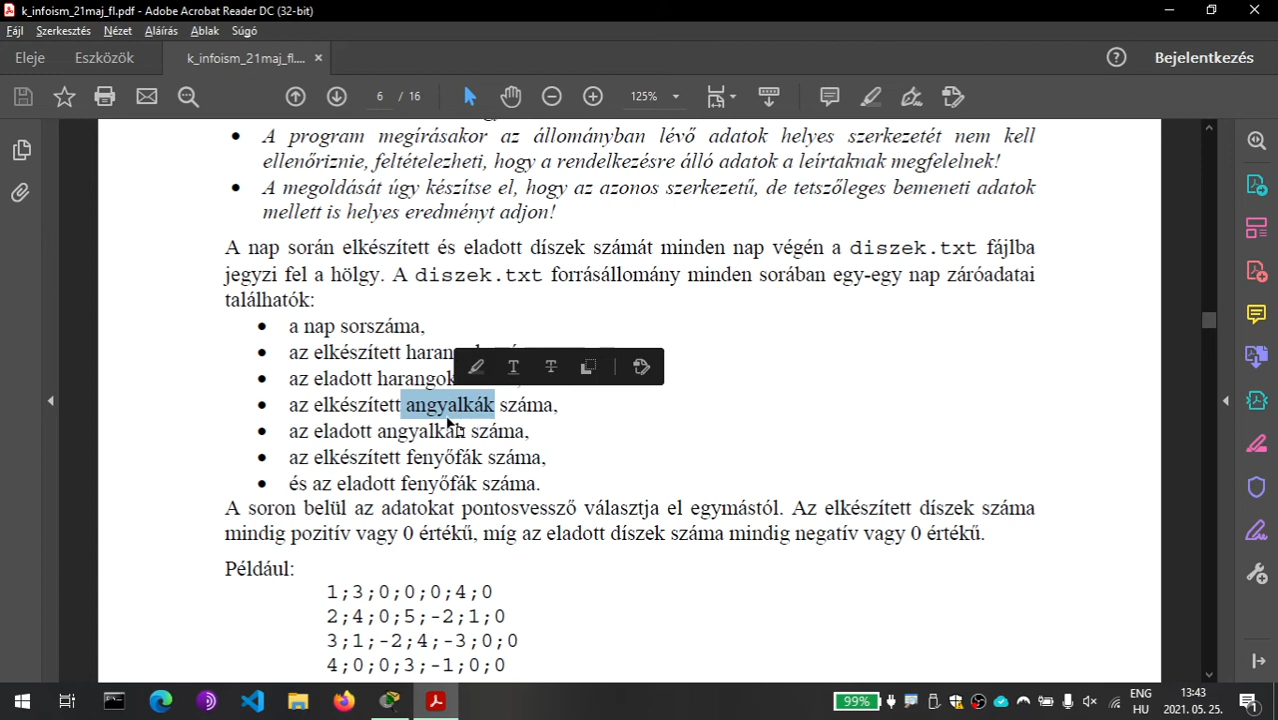 k_infoism_21maj_fl.pdf - Adobe Acrobat Reader DC (32-bit)
Fájl Szerkesztés Nézet Aláírás Ablak Súgó
Eleje Eszközök k_infoism_21maj_fl.... × Bejelentkezés
6 / 16 125%
• A program megírásakor az állományban lévő adatok helyes szerkezetét nem kell
ellenőriznie, feltételezheti, hogy a rendelkezésre álló adatok a leírtaknak megfelelnek!
• A megoldását úgy készítse el, hogy az azonos szerkezetű, de tetszőleges bemeneti adatok
mellett is helyes eredményt adjon!
A nap során elkészített és eladott díszek számát minden nap végén a diszek.txt fájlba
jegyzi fel a hölgy. A diszek.txt forrásállomány minden sorában egy-egy nap záróadatai
találhatók:
• a nap sorszáma,
• az elkészített haran
• az eladott harangok
• az elkészített angyalkák száma,
• az eladott angyalkák száma,
• az elkészített fenyőfák száma,
• és az eladott fenyőfák száma.
A soron belül az adatokat pontosvessző választja el egymástól. Az elkészített díszek száma
mindig pozitív vagy 0 értékű, míg az eladott díszek száma mindig negatív vagy 0 értékű.
Például:
1;3;0;0;0;4;0
2;4;0;5;-2;1;0
3;1;-2;4;-3;0;0
4;0;0;3;-1;0;0
99% ENG HU 13:43 2021. 05. 25. 1